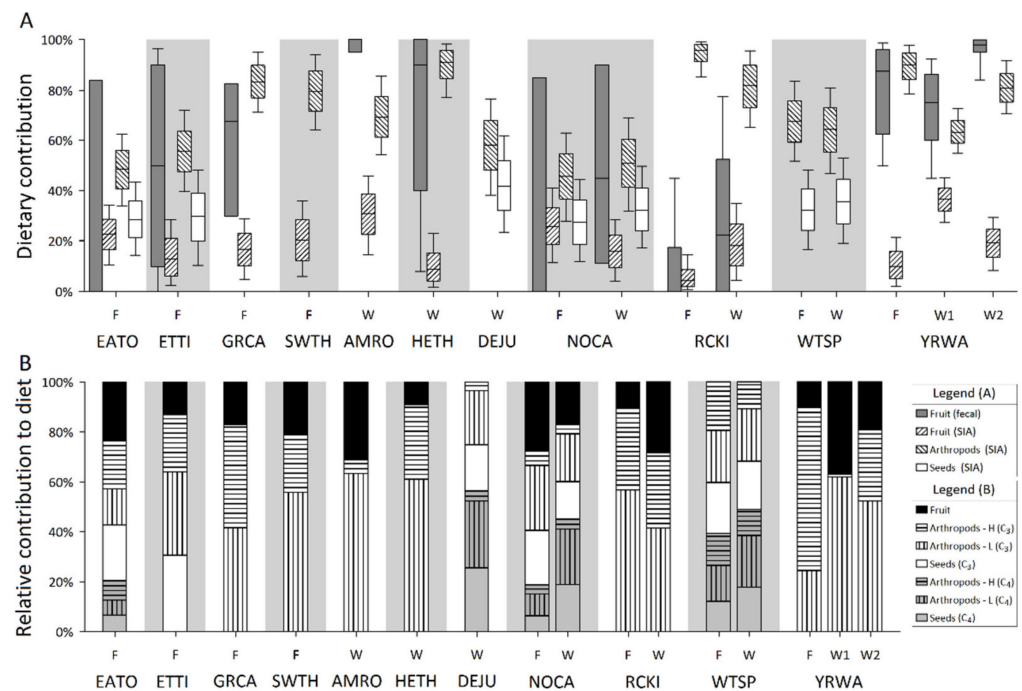 A
Dietary contribution
100%
80%
60%
40%
20%
0%
F F F F W W W F W F W F W F W1 W2
EATO ETTI GRCA SWTH AMRO HETH DEJU NOCA RCKI WTSP YRWA
B
Relative contribution to diet
100%
80%
60%
40%
20%
0%
F F F F W W W F W F W F W F W1 W2
EATO ETTI GRCA SWTH AMRO HETH DEJU NOCA RCKI WTSP YRWA
Legend (A)
Fruit (fecal)
Fruit (SIA)
Arthropods (SIA)
Seeds (SIA)
Legend (B)
Fruit
Arthropods - H (C₃)
Arthropods - L (C₃)
Seeds (C₃)
Arthropods - H (C₄)
Arthropods - L (C₄)
Seeds (C₄)